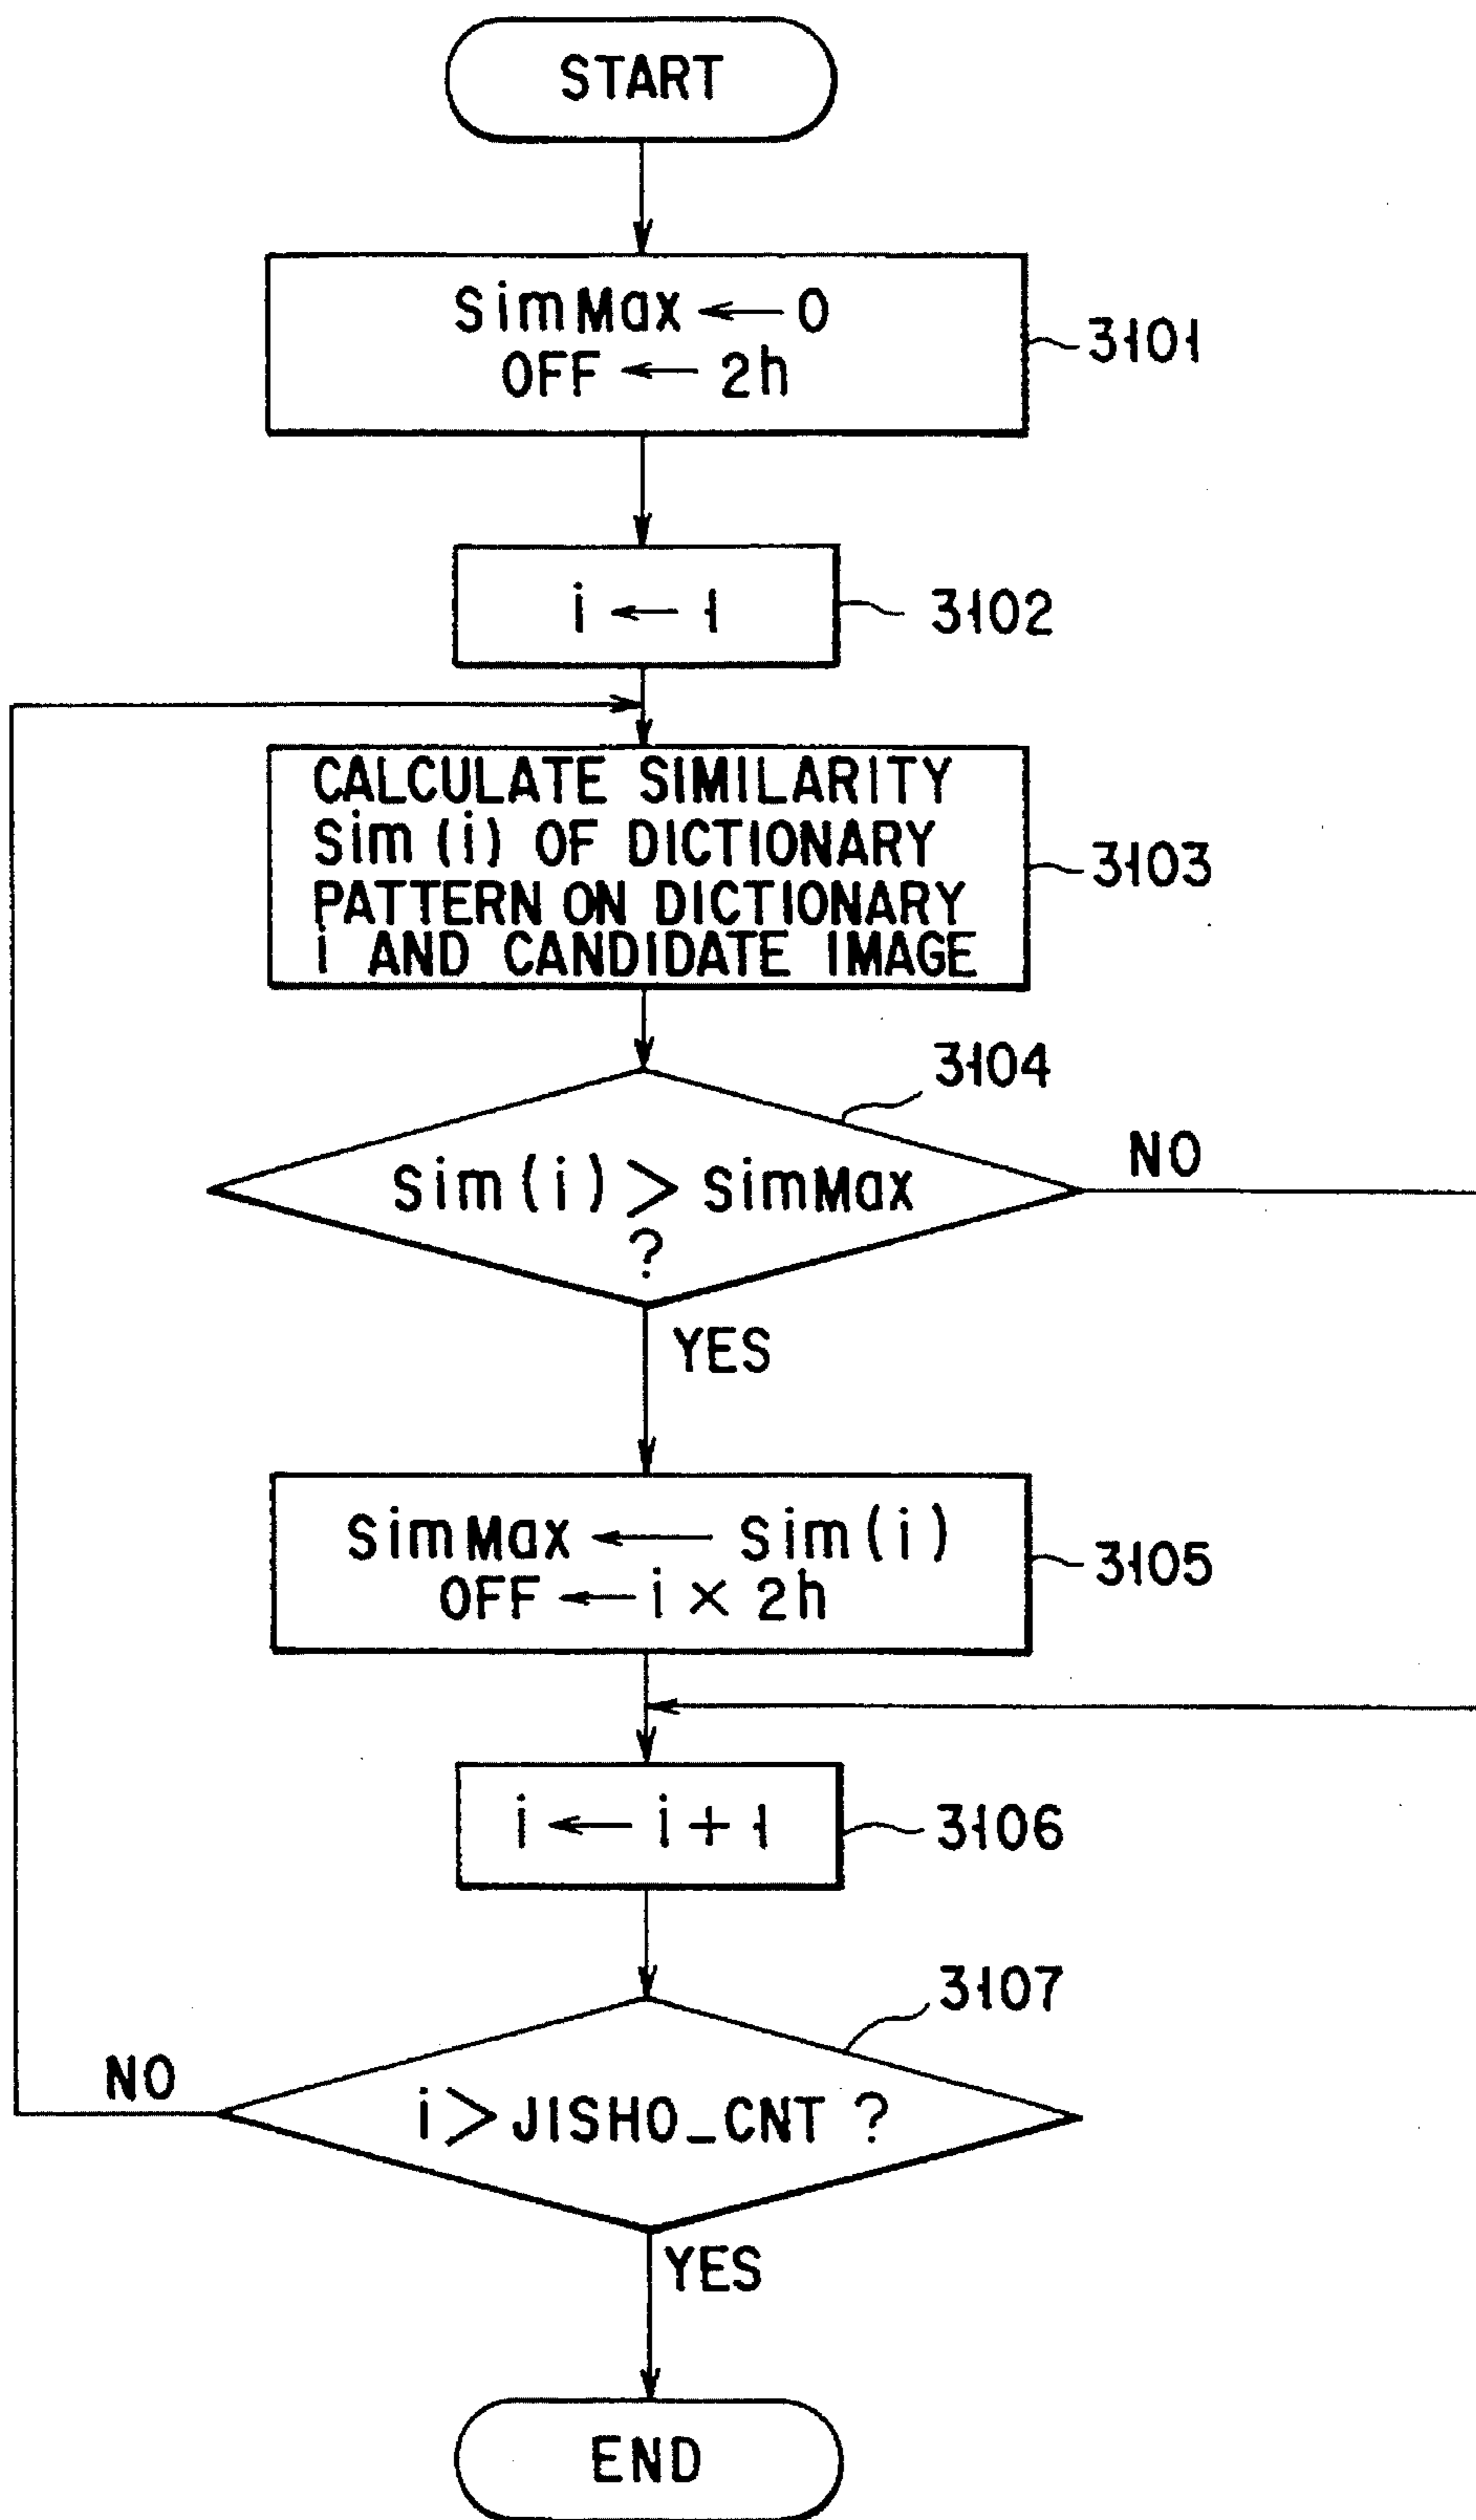 START
simMax ← 0
OFF ← 2h
3101
i ← 1
3102
CALCULATE SIMILARITY
sim (i) OF DICTIONARY
PATTERN ON DICTIONARY
i AND CANDIDATE IMAGE
3103
3104
sim(i) > simMax
?
NO
YES
simMax ← sim(i)
OFF ← i × 2h
3105
i ← i + 1
3106
3107
NO
i > JISHO_CNT ?
YES
END